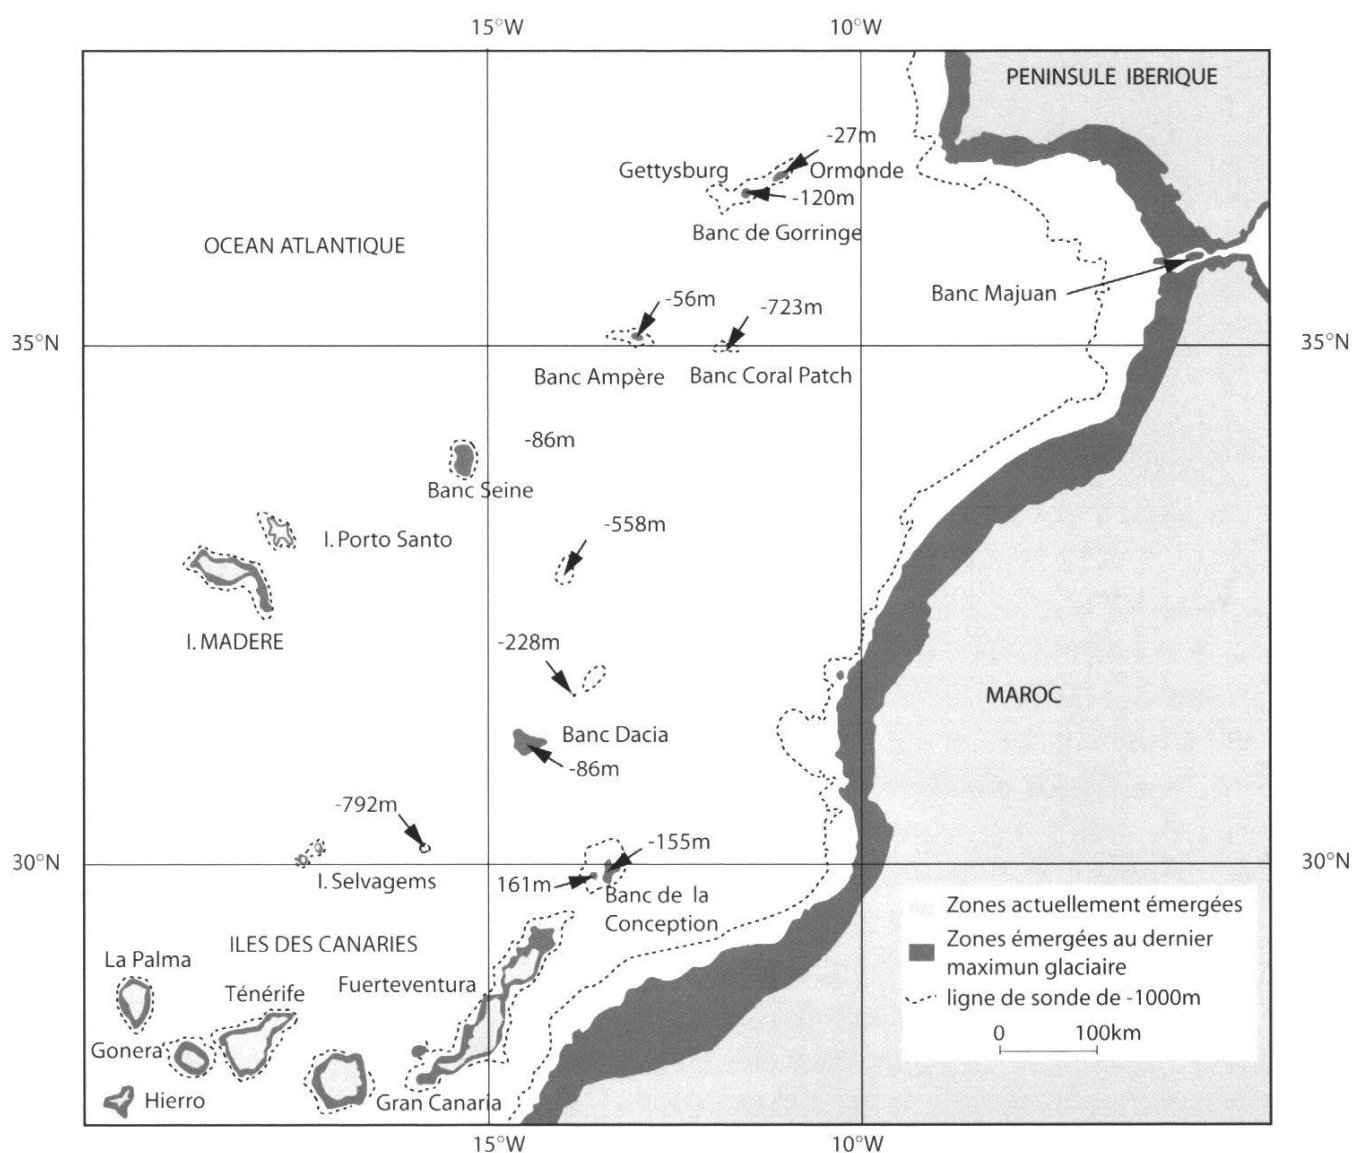 15°W
10°W
PENINSULE IBERIQUE
-27m
Gettysburg
Ormonde
-120m
Banc de Gorringe
OCEAN ATLANTIQUE
Banc Majuan
-56m
-723m
35°N
35°N
Banc Ampère
Banc Coral Patch
-86m
Banc Seine
-558m
I. Porto Santo
I. MADERE
-228m
MAROC
Banc Dacia
-86m
-792m
-155m
30°N
30°N
I. Selvagems
161m
Banc de la
Conception
Zones actuellement émergées
Zones émergées au dernier
maximun glaciaire
ligne de sonde de -1000m
0
100km
ILES DES CANARIES
La Palma
Fuerteventura
Ténérife
Gonera
Hierro
Gran Canaria
15°W
10°W